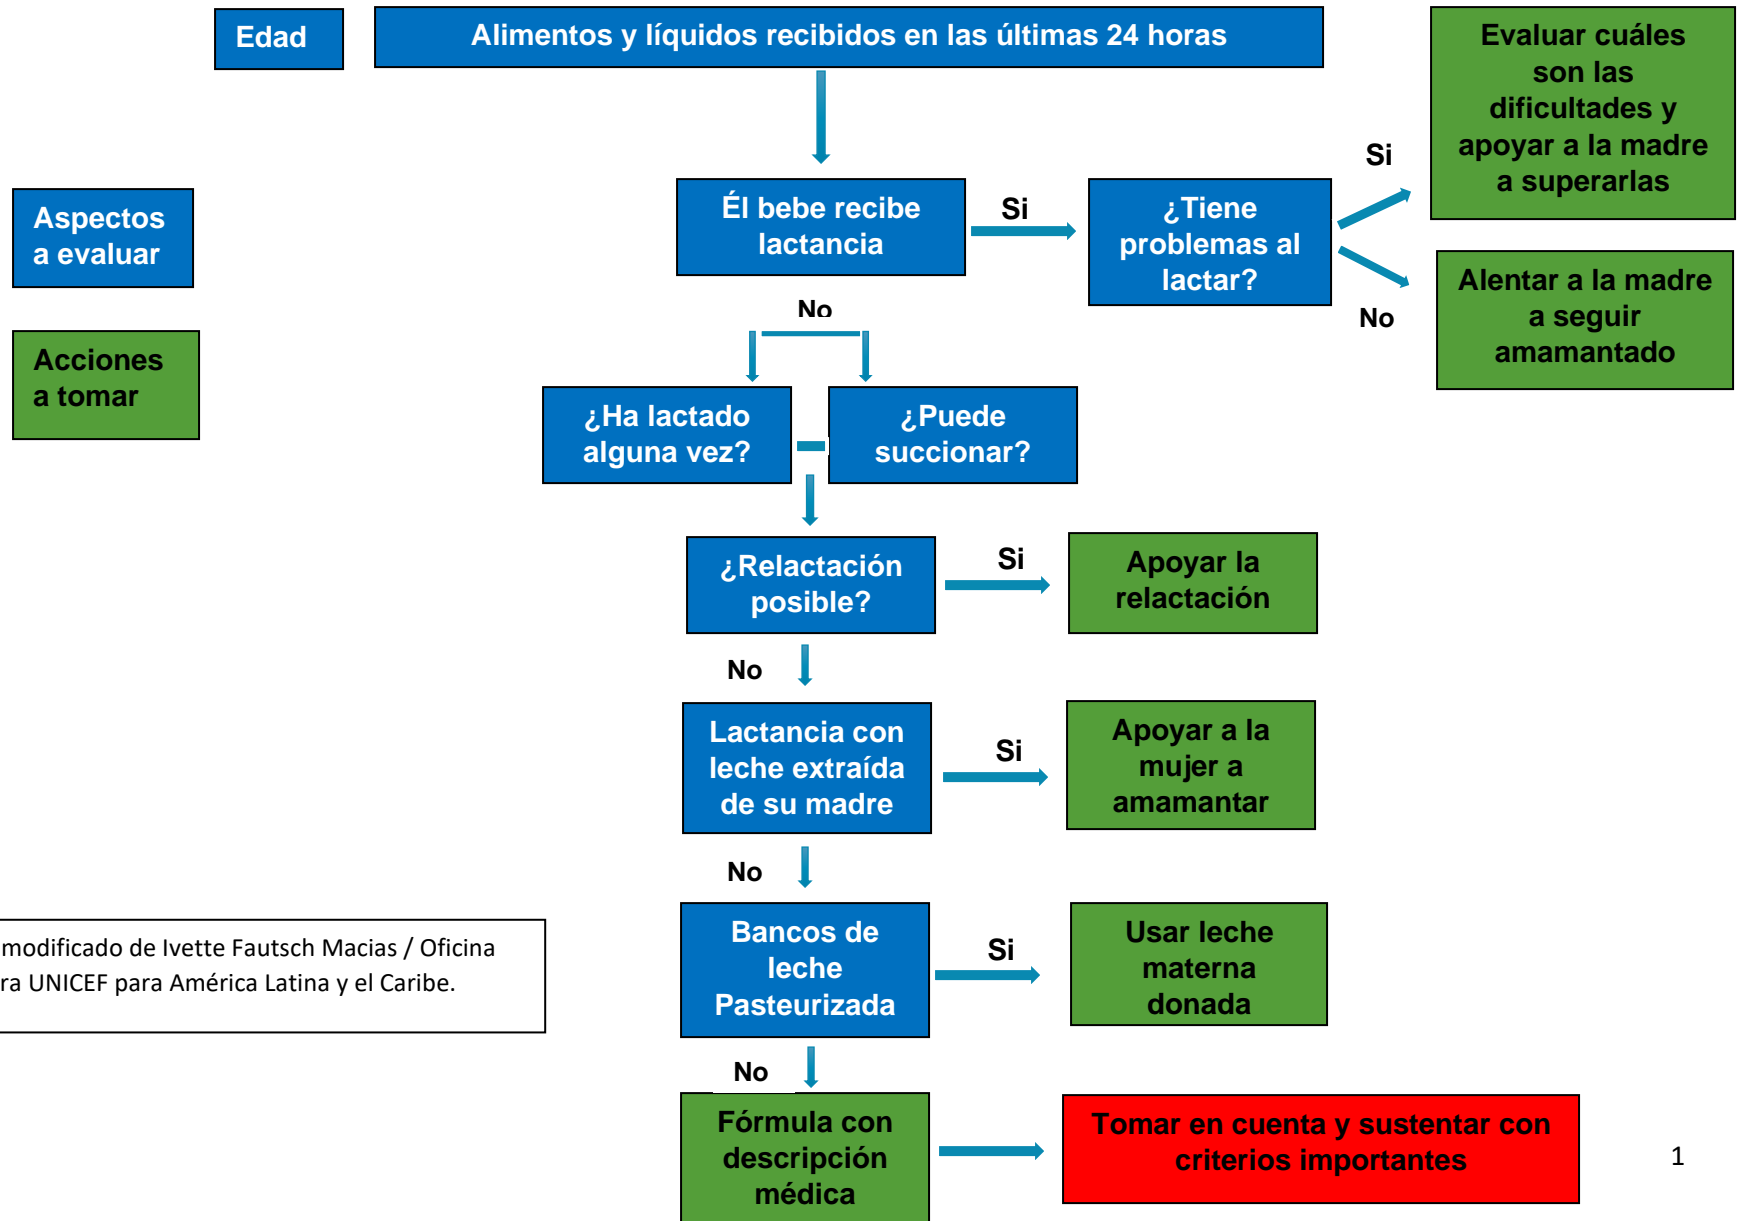 Edad
Alimentos y líquidos recibidos en las últimas 24 horas
Evaluar cuáles
son las
dificultades y
apoyar a la madre
a superarlas
Si
Aspectos
a evaluar
Él bebe recibe
lactancia
Si
¿Tiene
problemas al
lactar?
Alentar a la madre
a seguir
amamantado
No
No
Acciones
a tomar
¿Ha lactado
alguna vez?
¿Puede
succionar?
¿Relactación
posible?
Si
Apoyar la
relactación
No
Lactancia con
leche extraída
de su madre
Si
Apoyar a la
mujer a
amamantar
No
Bancos de
leche
Pasteurizada
Si
Usar leche
materna
donada
modificado de Ivette Fautsch Macias / Oficina
ra UNICEF para América Latina y el Caribe.
No
Fórmula con
descripción
médica
Tomar en cuenta y sustentar con
criterios importantes
1